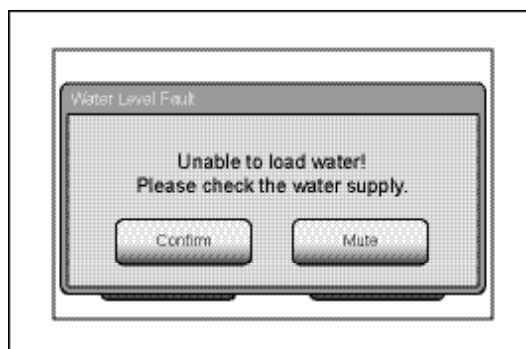 Water Level Fault
Unable to load water!
Please check the water supply.
Confirm
Mute